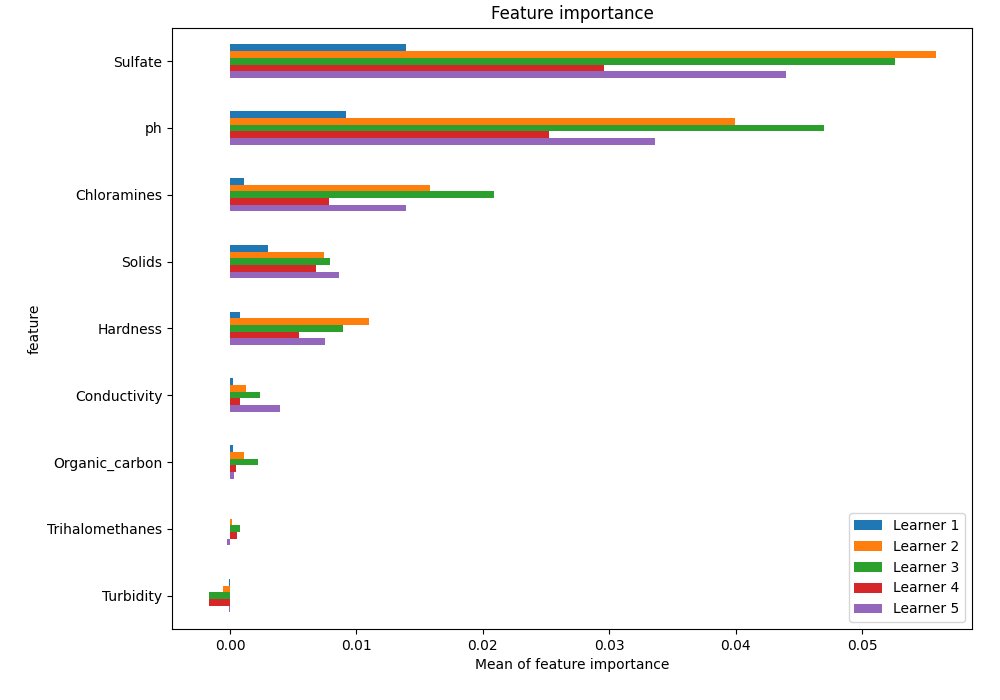 Feature importance
Sulfate
ph
Chloramines
Solids
Hardness
Conductivity
Organic_carbon
Trihalomethanes
Turbidity
feature
Learner 1
Learner 2
Learner 3
Learner 4
Learner 5
0.00 0.01 0.02 0.03 0.04 0.05
Mean of feature importance